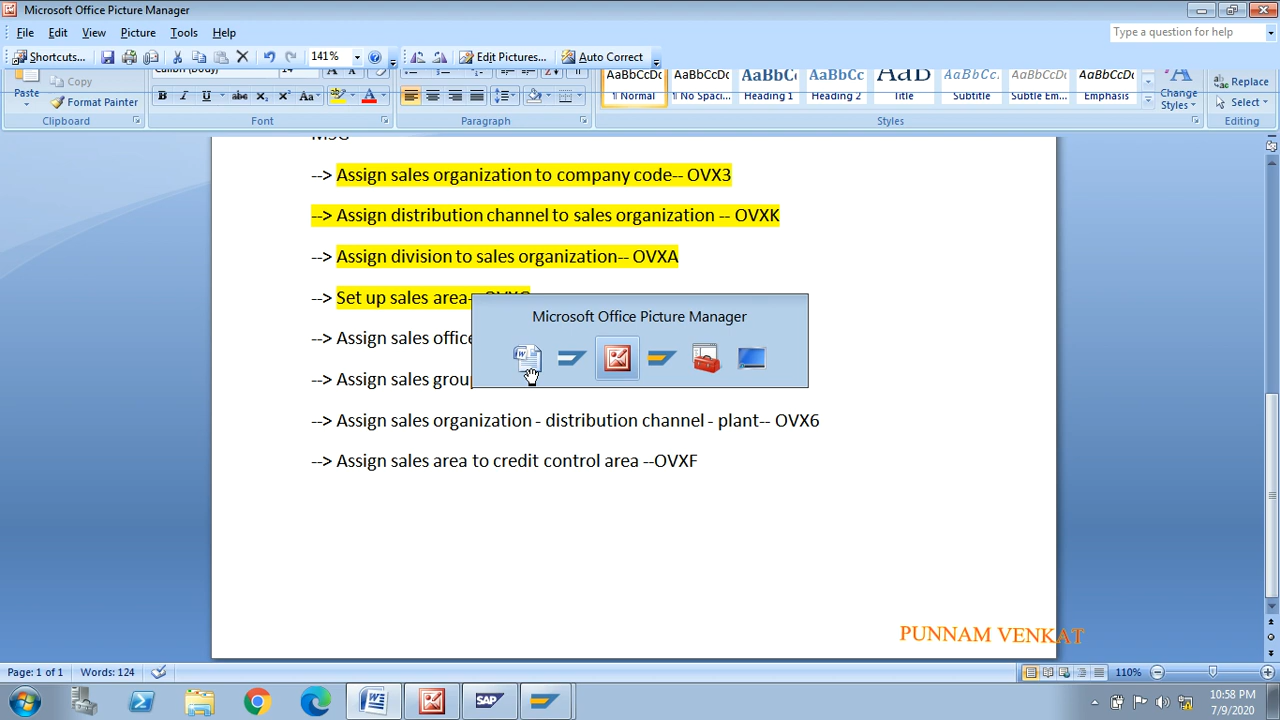 Microsoft Office Picture Manager
File Edit View Picture Tools Help
Type a question for help
Shortcuts... 141% Edit Pictures... Auto Correct
Calibri (Body) 14
AaBbCcDc AaBbCcDc AaBbCc AaBbCc AaB AaBbCc. AaBbCcDc AaBbCcDc
Copy
Paste
Format Painter
¶ Normal ¶ No Spaci... Heading 1 Heading 2 Title Subtitle Subtle Em... Emphasis
Change
Styles
Replace
Select
Clipboard Font Paragraph Styles Editing
--> Assign sales organization to company code-- OVX3
--> Assign distribution channel to sales organization -- OVXK
--> Assign division to sales organization-- OVXA
--> Set up sales area--
Microsoft Office Picture Manager
--> Assign sales office
--> Assign sales group
--> Assign sales organization - distribution channel - plant-- OVX6
--> Assign sales area to credit control area --OVXF
PUNNAM VENKAT
Page: 1 of 1 Words: 124 110%
10:58 PM
7/9/2020